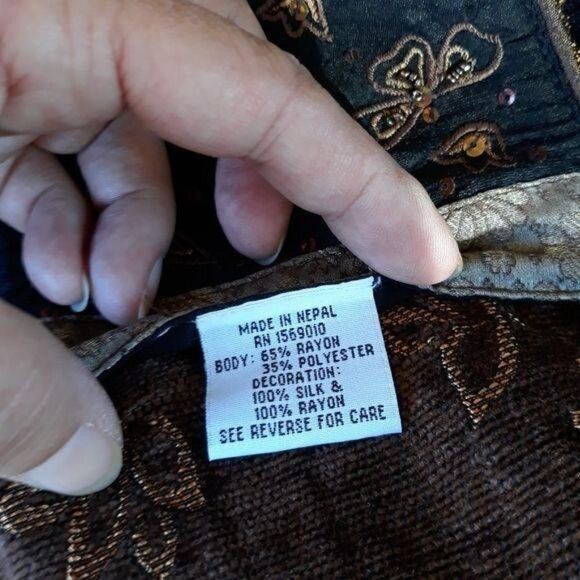 MADE IN NEPAL
RN 1569010
BODY: 65% RAYON
35% POLYESTER
DECORATION:
100% SILK &
100% RAYON
SEE REVERSE FOR CARE